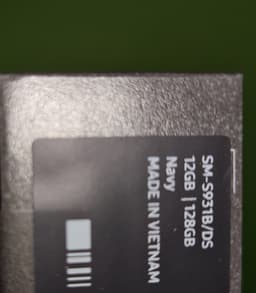 SM-S931B/DS
12GB | 128GB
Navy
MADE IN VIETNAM